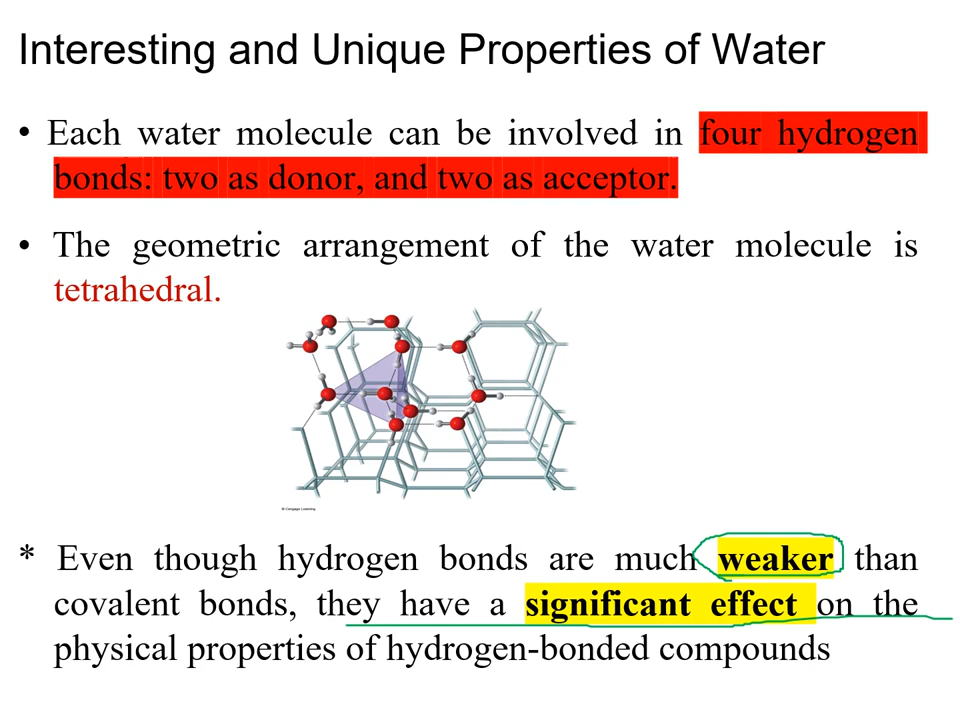 Interesting and Unique Properties of Water
• Each water molecule can be involved in four hydrogen
bonds: two as donor, and two as acceptor.
• The geometric arrangement of the water molecule is
tetrahedral.
© Cengage Learning
* Even though hydrogen bonds are much weaker than
covalent bonds, they have a significant effect on the
physical properties of hydrogen-bonded compounds